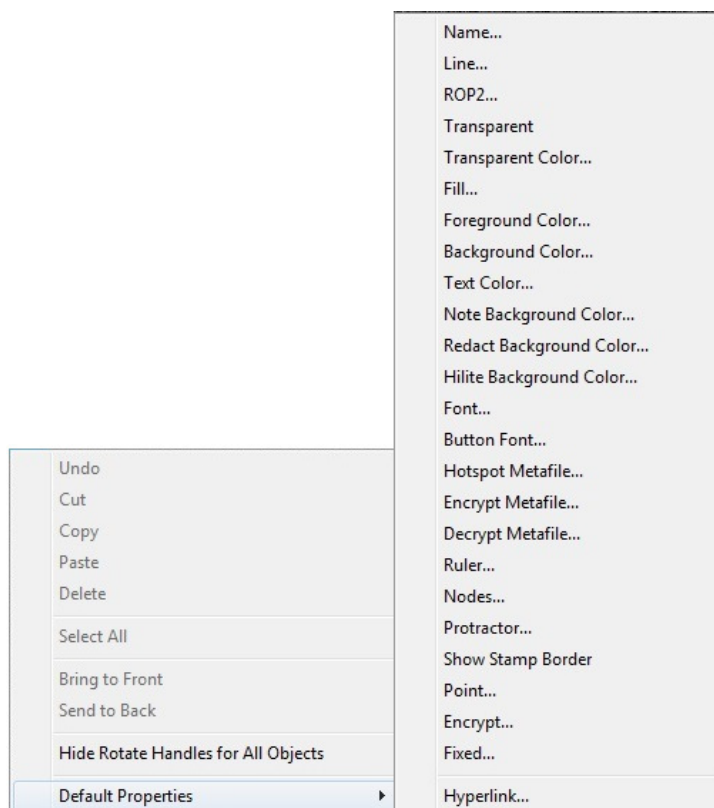 Name...
Line...
ROP2...
Transparent
Transparent Color...
Fill...
Foreground Color...
Background Color...
Text Color...
Note Background Color...
Redact Background Color...
Hilite Background Color...
Font...
Button Font...
Hotspot Metafile...
Encrypt Metafile...
Decrypt Metafile...
Ruler...
Nodes...
Protractor...
Show Stamp Border
Point...
Encrypt...
Fixed...
Hyperlink...
Undo
Cut
Copy
Paste
Delete
Select All
Bring to Front
Send to Back
Hide Rotate Handles for All Objects
Default Properties